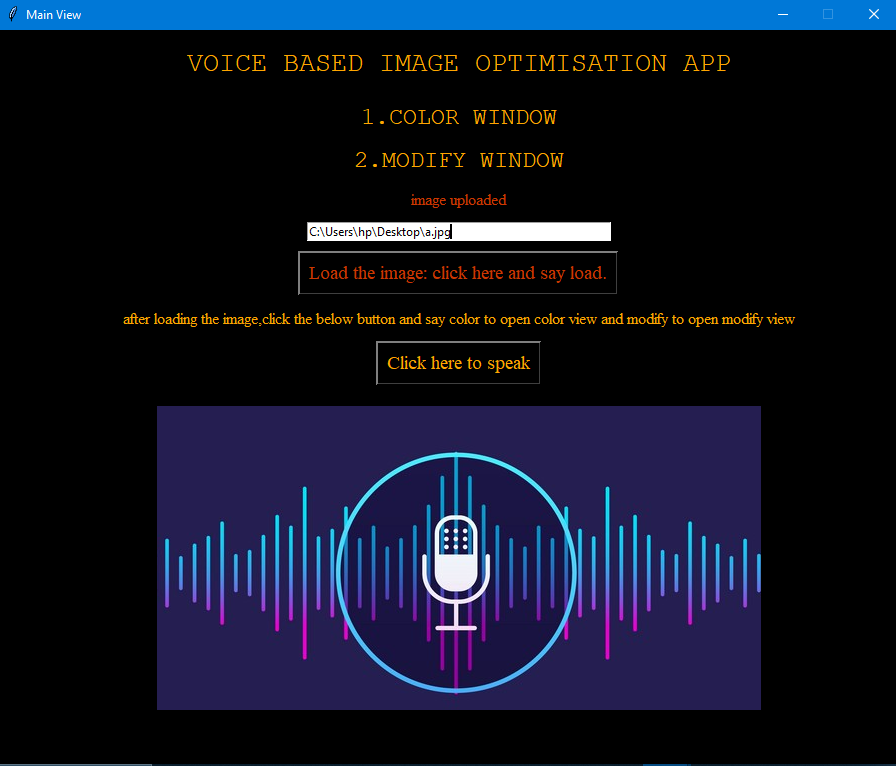 Main View
VOICE BASED IMAGE OPTIMISATION APP
1.COLOR WINDOW
2.MODIFY WINDOW
image uploaded
C:\Users\hp\Desktop\a.jpg
Load the image: click here and say load.
after loading the image,click the below button and say color to open color view and modify to open modify view
Click here to speak